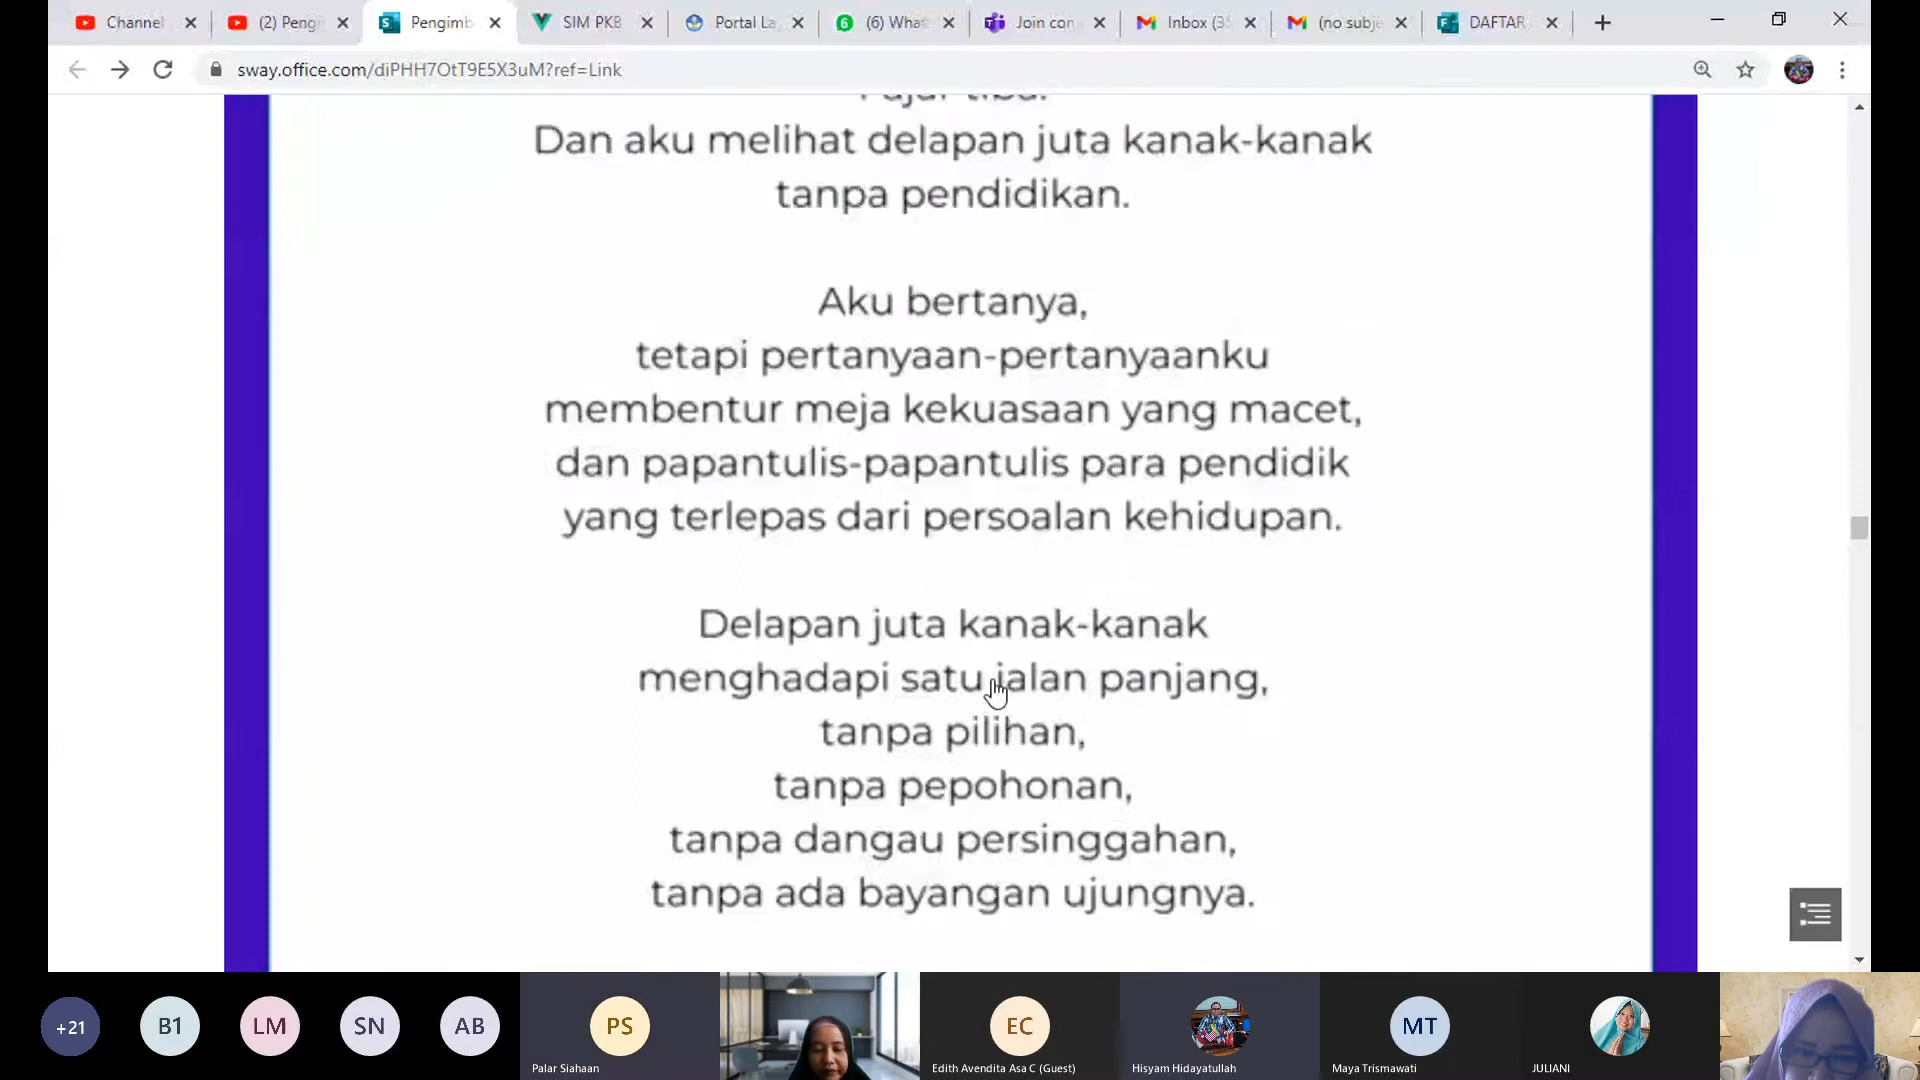 Channel
(2) Peng
Pengimb
SIM PKB
Portal La
(6) What
Join con
Inbox (3
(no subje
DAFTAR
sway.office.com/diPHH7OtT9E5X3uM?ref=Link
Dan aku melihat delapan juta kanak-kanak
tanpa pendidikan.
Aku bertanya,
tetapi pertanyaan-pertanyaanku
membentur meja kekuasaan yang macet,
dan papantulis-papantulis para pendidik
yang terlepas dari persoalan kehidupan.
Delapan juta kanak-kanak
menghadapi satu jalan panjang,
tanpa pilihan,
tanpa pepohonan,
tanpa dangau persinggahan,
tanpa ada bayangan ujungnya.
+21
B1
LM
SN
AB
PS
EC
MT
Palar Siahaan
Edith Avendita Asa C (Guest)
Hisyam Hidayatullah
Maya Trismawati
JULIANI